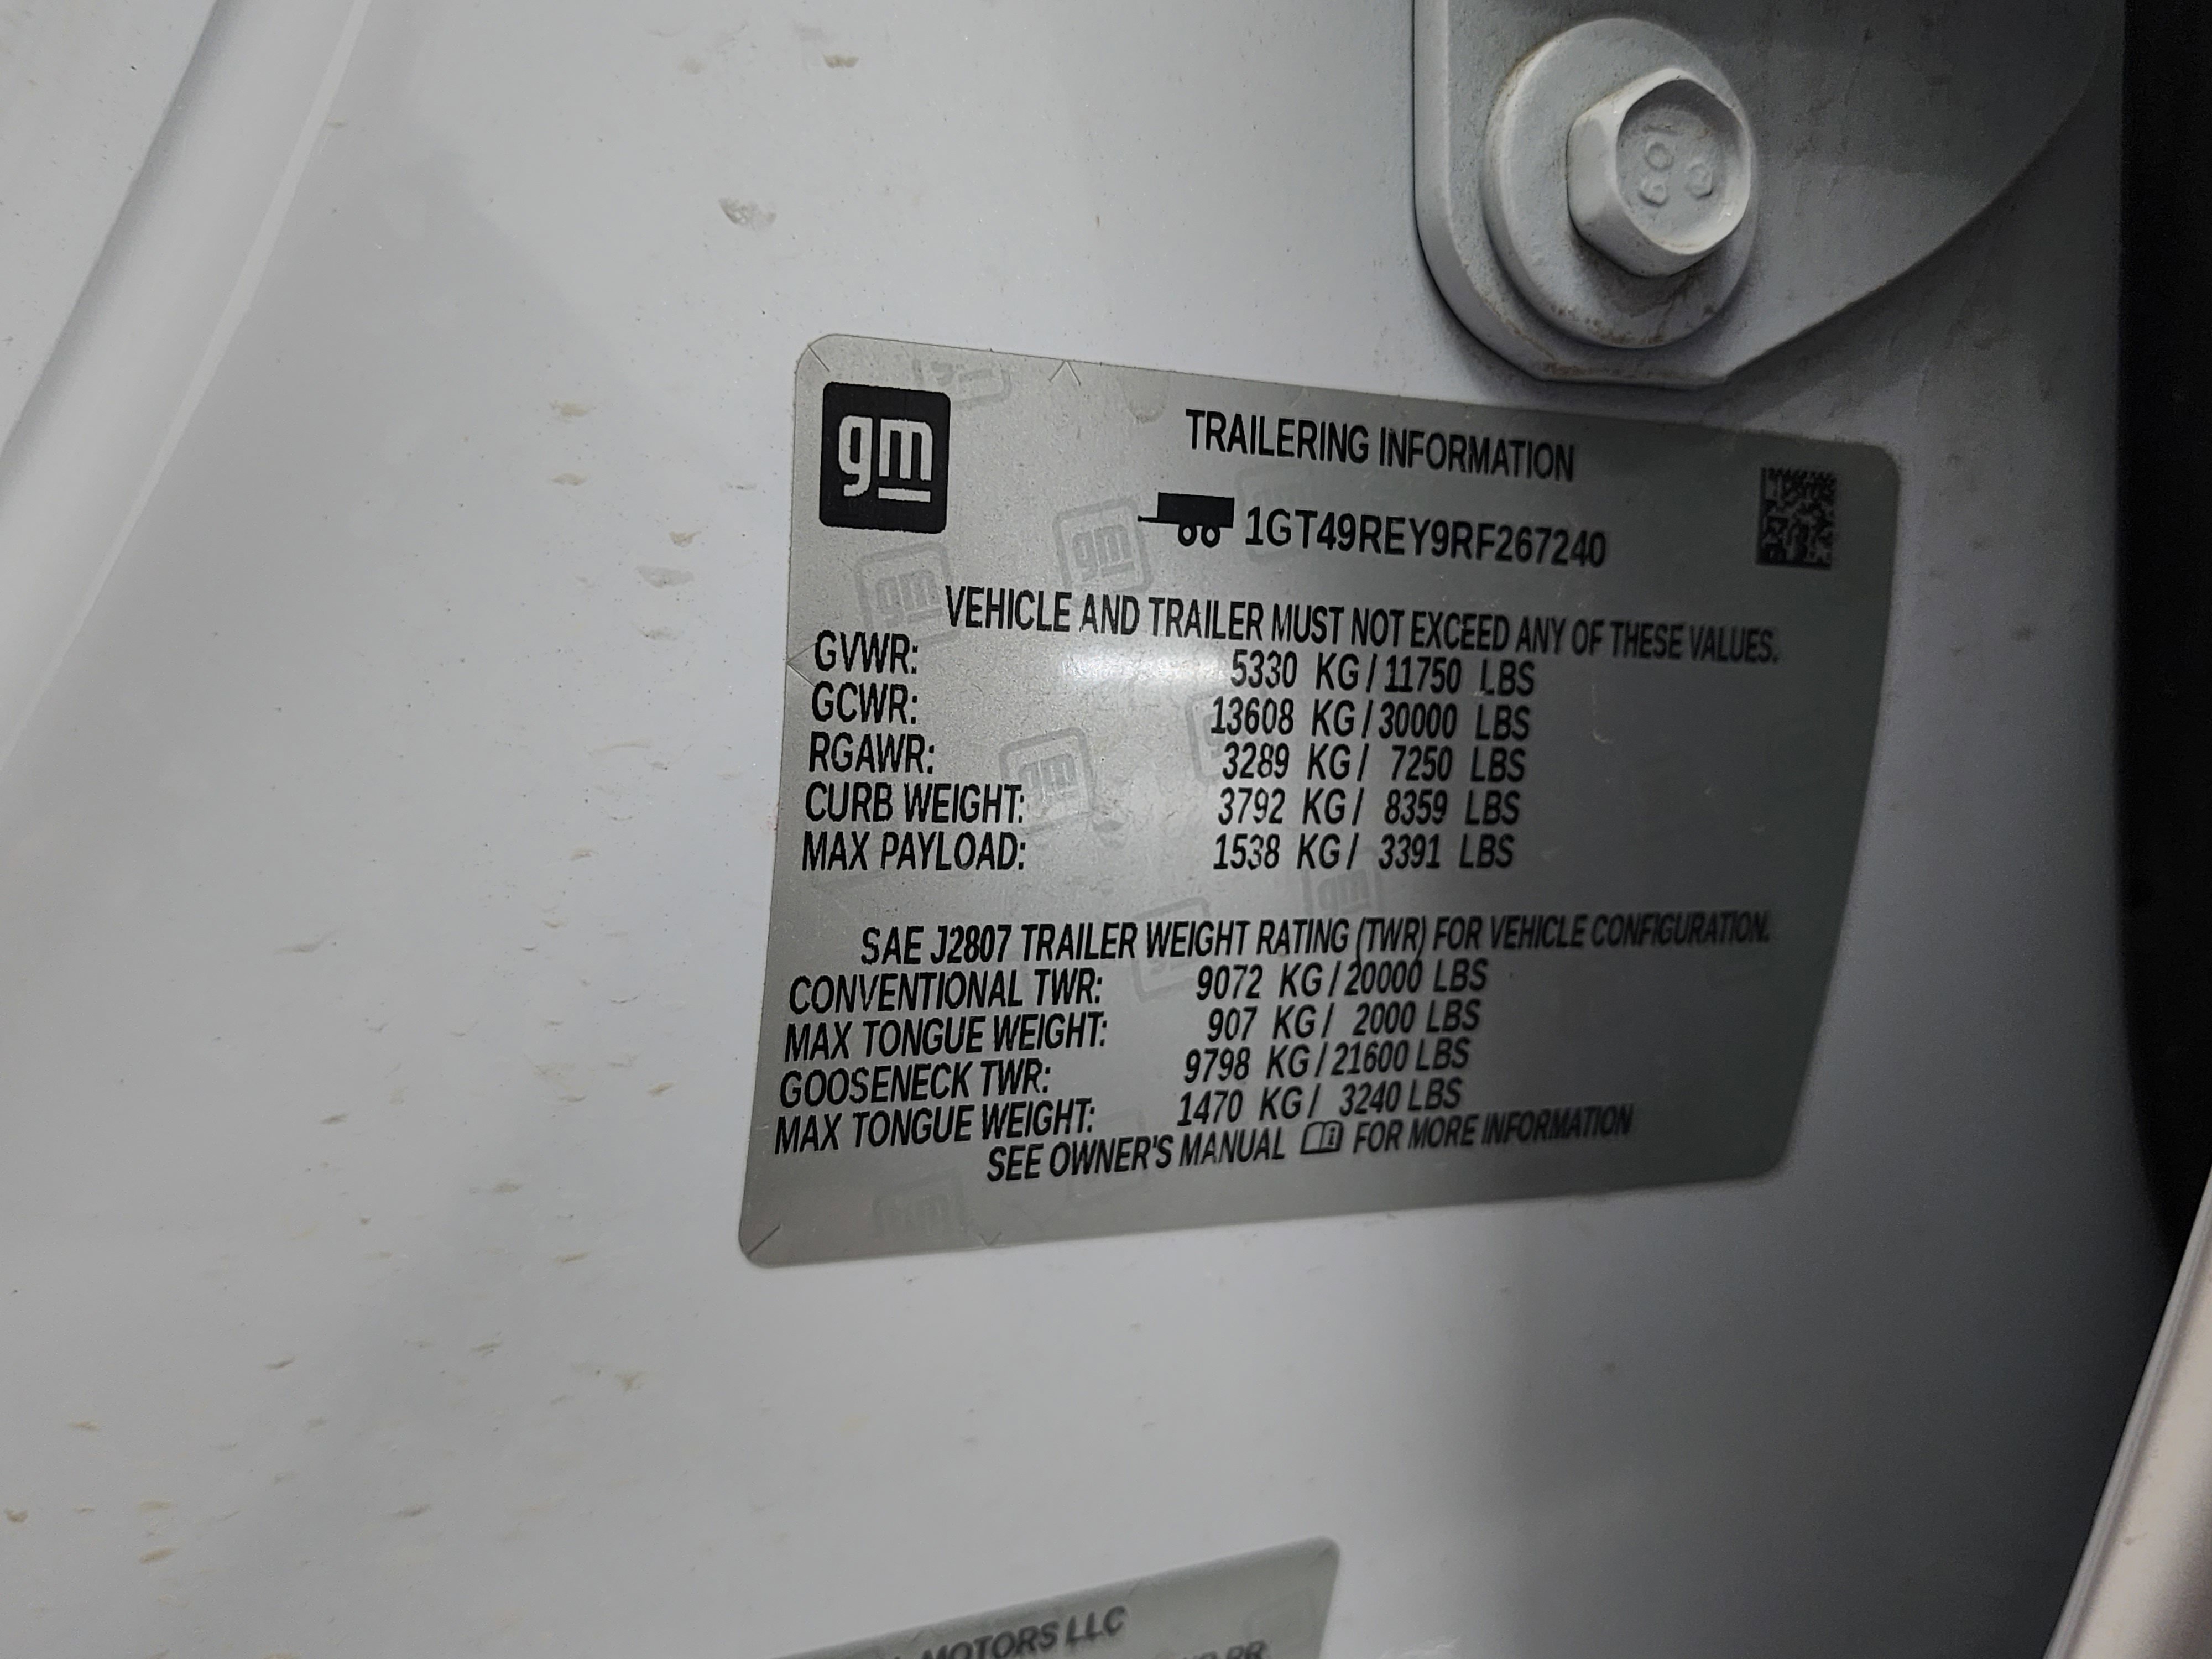 gm
TRAILERING INFORMATION
1GT49REY9RF267240
VEHICLE AND TRAILER MUST NOT EXCEED ANY OF THESE VALUES.
GVWR: 5330 KG / 11750 LBS
GCWR: 13608 KG / 30000 LBS
RGAWR: 3289 KG / 7250 LBS
CURB WEIGHT: 3792 KG / 8359 LBS
MAX PAYLOAD: 1538 KG / 3391 LBS
SAE J2807 TRAILER WEIGHT RATING (TWR) FOR VEHICLE CONFIGURATION.
CONVENTIONAL TWR: 9072 KG / 20000 LBS
MAX TONGUE WEIGHT: 907 KG / 2000 LBS
GOOSENECK TWR: 9798 KG / 21600 LBS
MAX TONGUE WEIGHT: 1470 KG / 3240 LBS
SEE OWNER'S MANUAL FOR MORE INFORMATION
MOTORS LLC